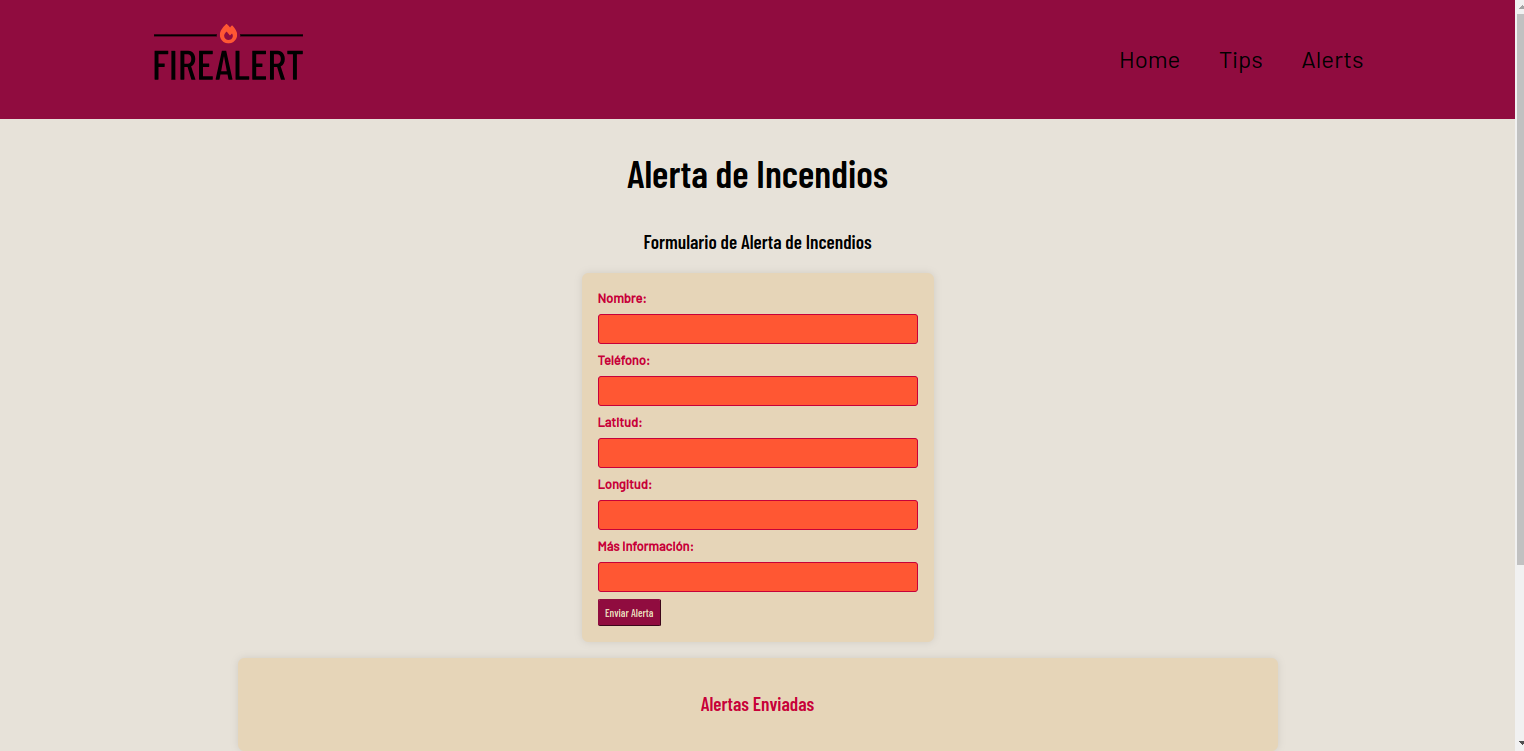 FIREALERT
Home Tips Alerts
Alerta de Incendios
Formulario de Alerta de Incendios
Nombre:
Teléfono:
Latitud:
Longitud:
Más Información:
Enviar Alerta
Alertas Enviadas